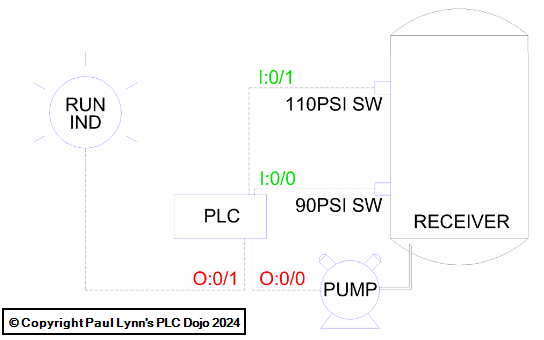 I:0/1
RUN
IND
110PSI SW
I:0/0
90PSI SW
PLC
RECEIVER
O:0/1
O:0/0
PUMP
© Copyright Paul Lynn's PLC Dojo 2024